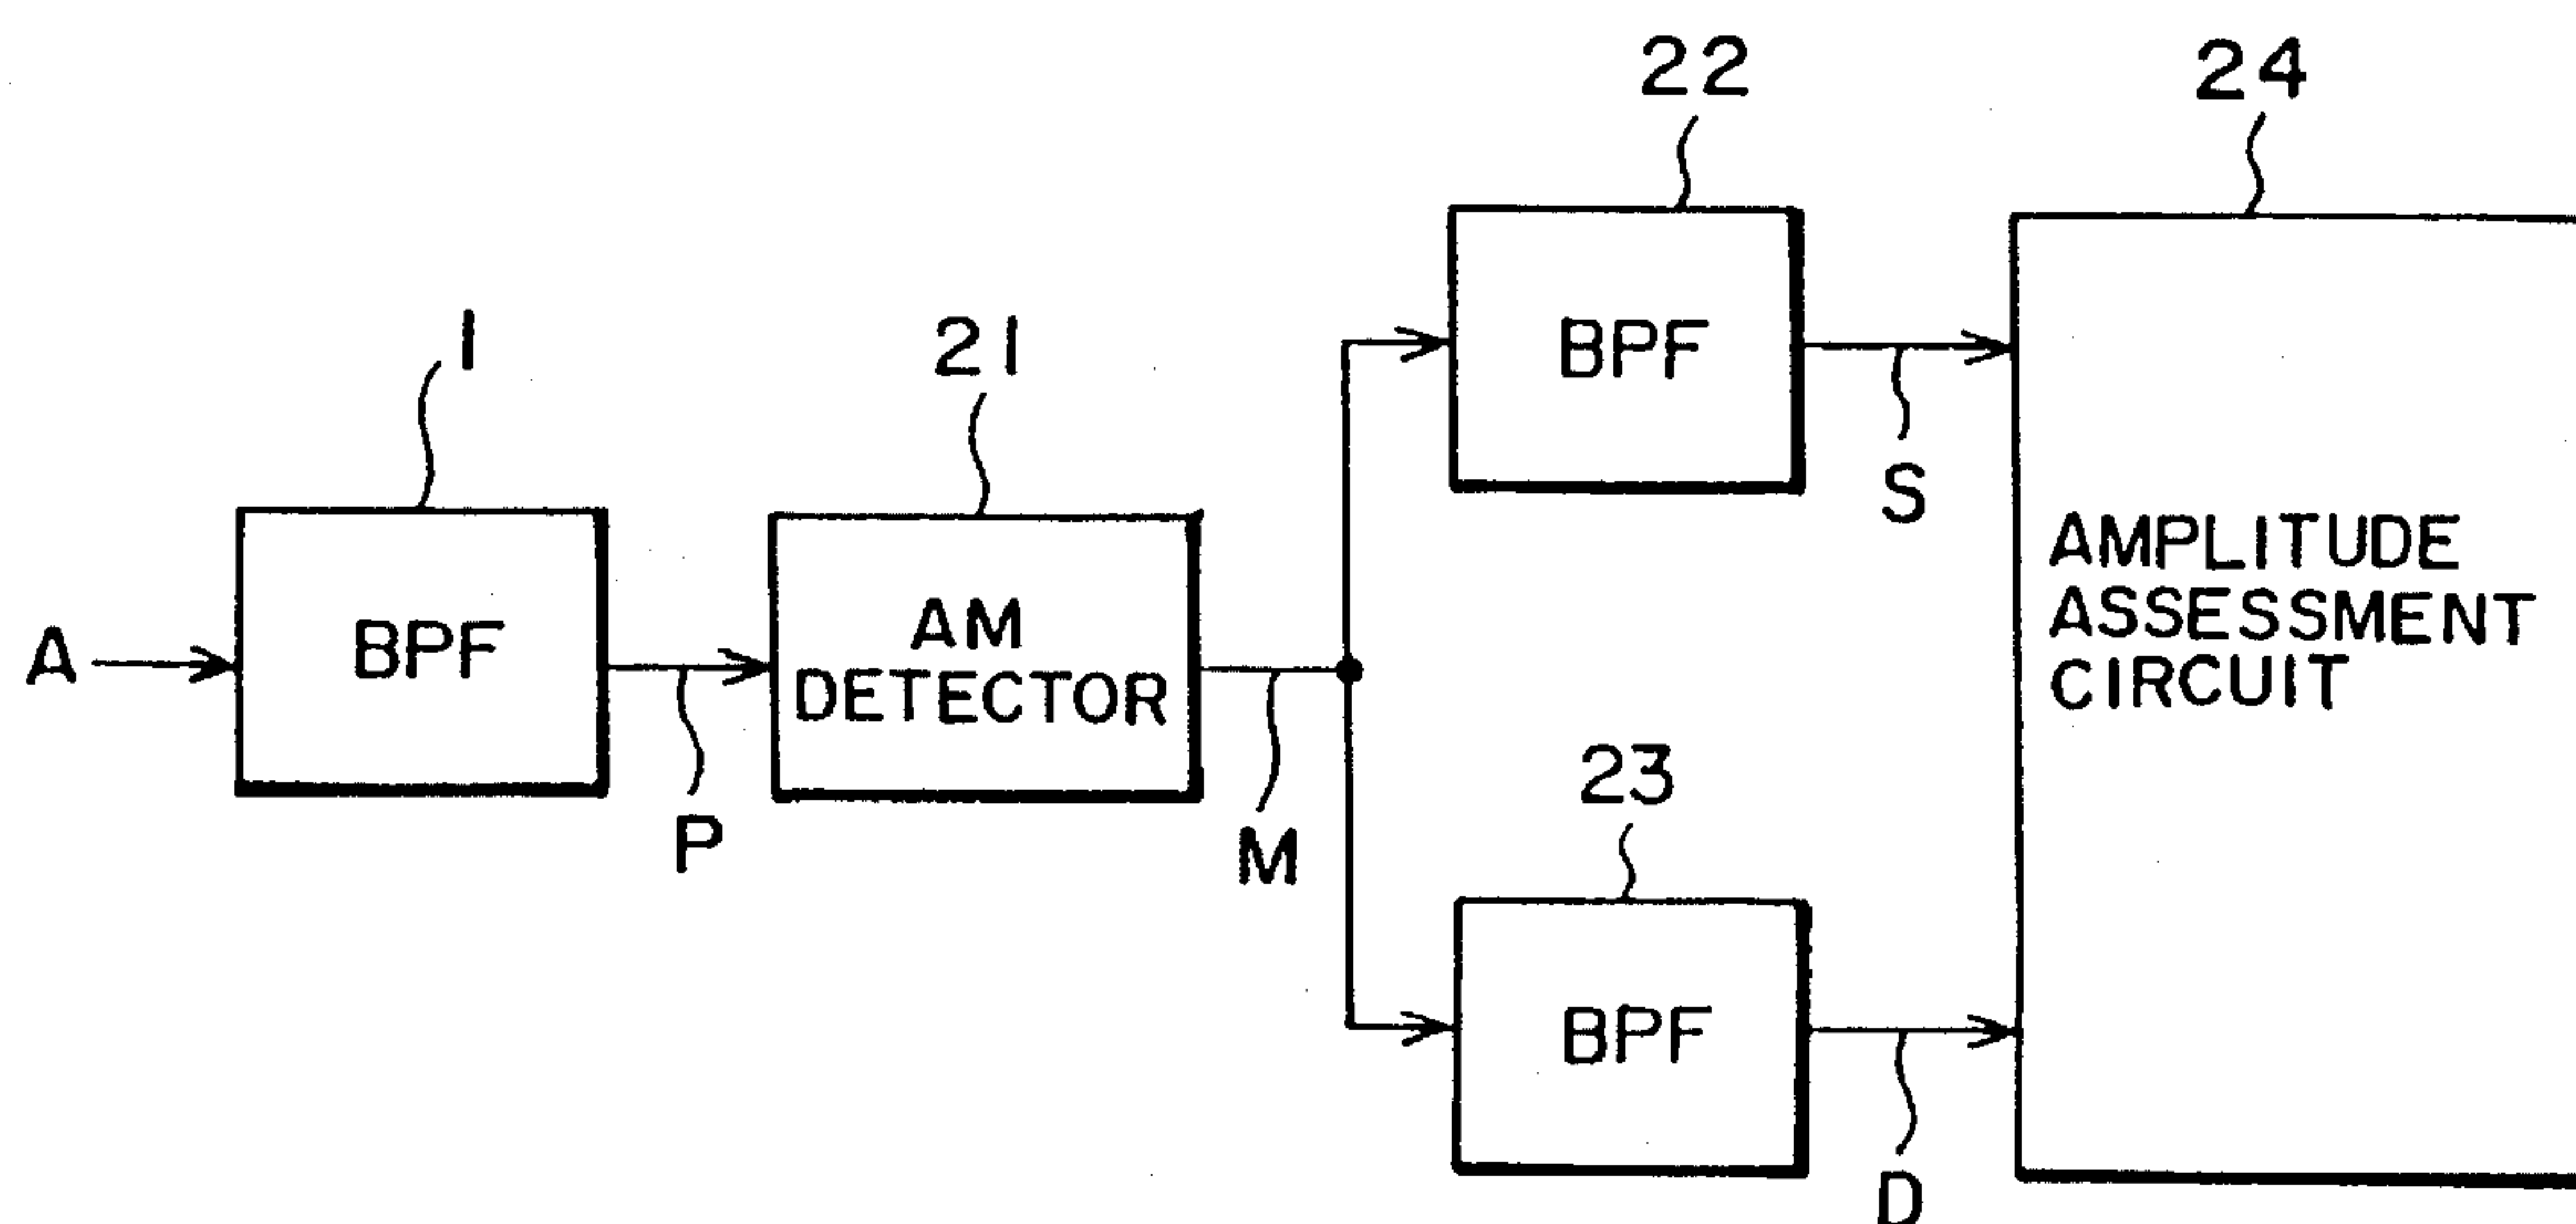 22
24
1
21
BPF
S
AMPLITUDE
ASSESSMENT
CIRCUIT
A
BPF
AM
DETECTOR
P
M
23
BPF
D